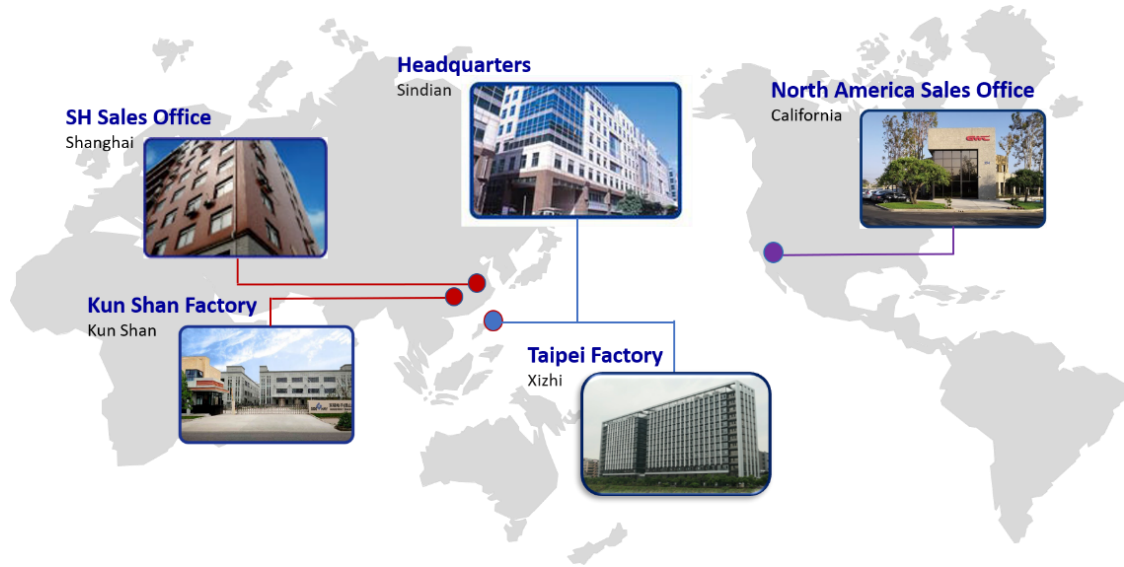 Headquarters
Sindian
North America Sales Office
California
SH Sales Office
Shanghai
Kun Shan Factory
Kun Shan
Taipei Factory
Xizhi